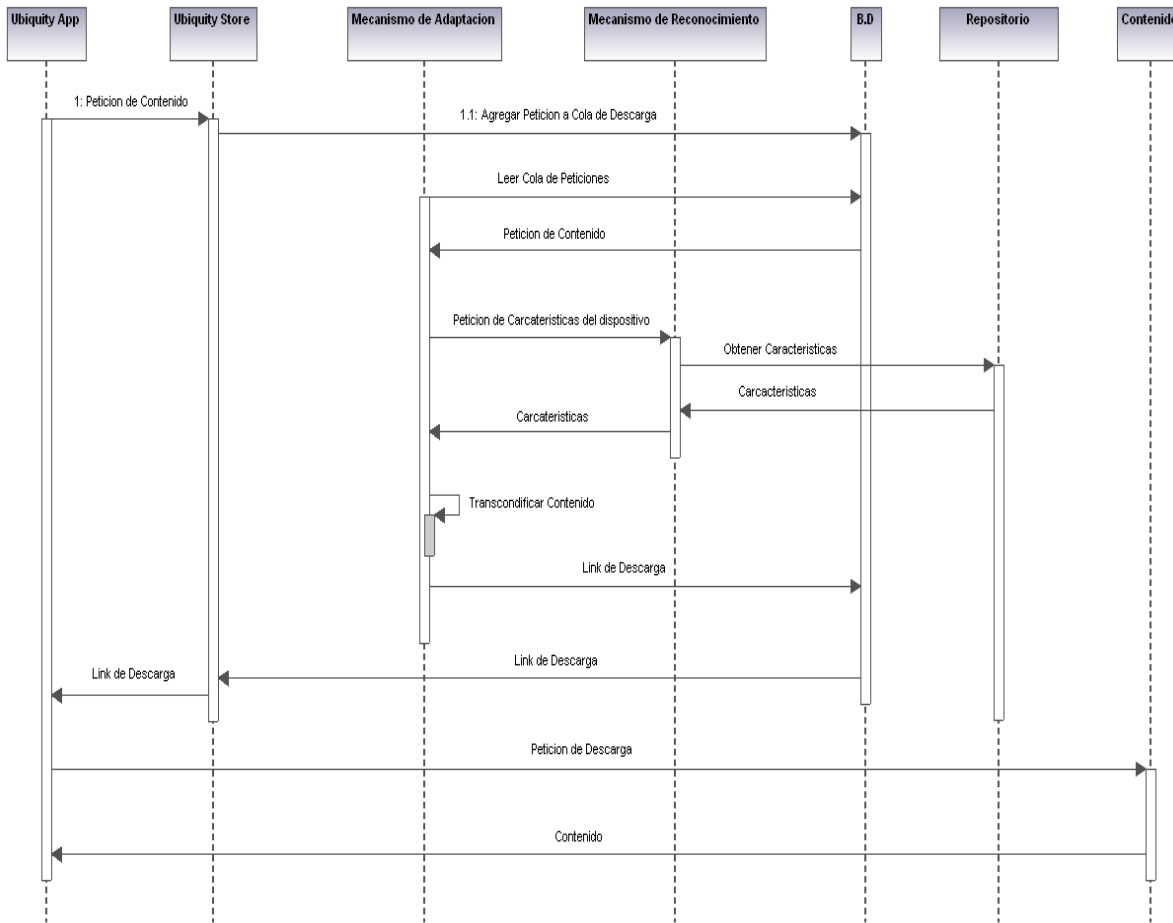 Ubiquity App
Ubiquity Store
Mecanismo de Adaptacion
Mecanismo de Reconocimiento
B.D
Repositorio
Contenido
1: Peticion de Contenido
1.1: Agregar Peticion a Cola de Descarga
Leer Cola de Peticiones
Peticion de Contenido
Peticion de Carcateristicas del dispositivo
Obtener Caracteristicas
Carcacteristicas
Carcateristicas
Transcondificar Contenido
Link de Descarga
Link de Descarga
Link de Descarga
Peticion de Descarga
Contenido